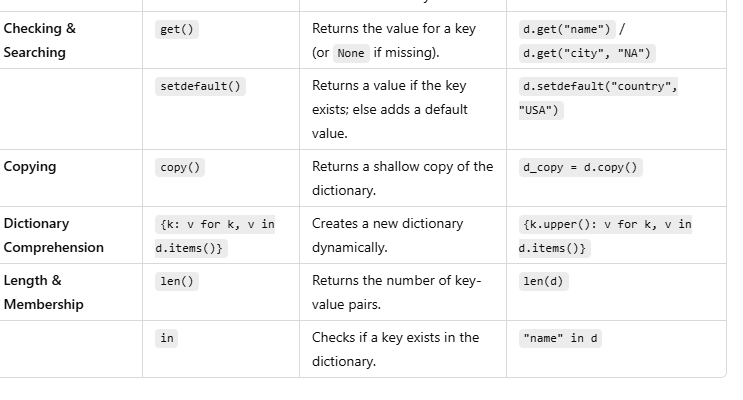 Checking & Searching | get() | Returns the value for a key (or None if missing). | d.get("name") / d.get("city", "NA")
setdefault() | Returns a value if the key exists; else adds a default value. | d.setdefault("country", "USA")
Copying | copy() | Returns a shallow copy of the dictionary. | d_copy = d.copy()
Dictionary Comprehension | {k: v for k, v in d.items()} | Creates a new dictionary dynamically. | {k.upper(): v for k, v in d.items()}
Length & Membership | len() | Returns the number of key-value pairs. | len(d)
in | Checks if a key exists in the dictionary. | "name" in d